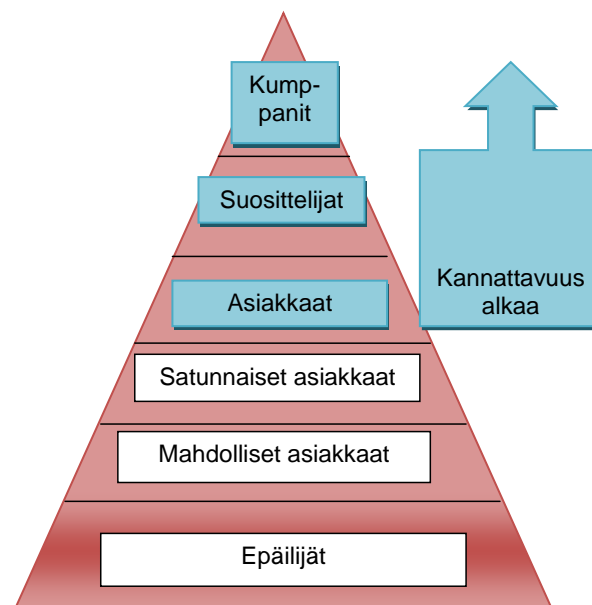 Kump-
panit
Suosittelijat
Asiakkaat
Kannattavuus
alkaa
Satunnaiset asiakkaat
Mahdolliset asiakkaat
Epäilijät